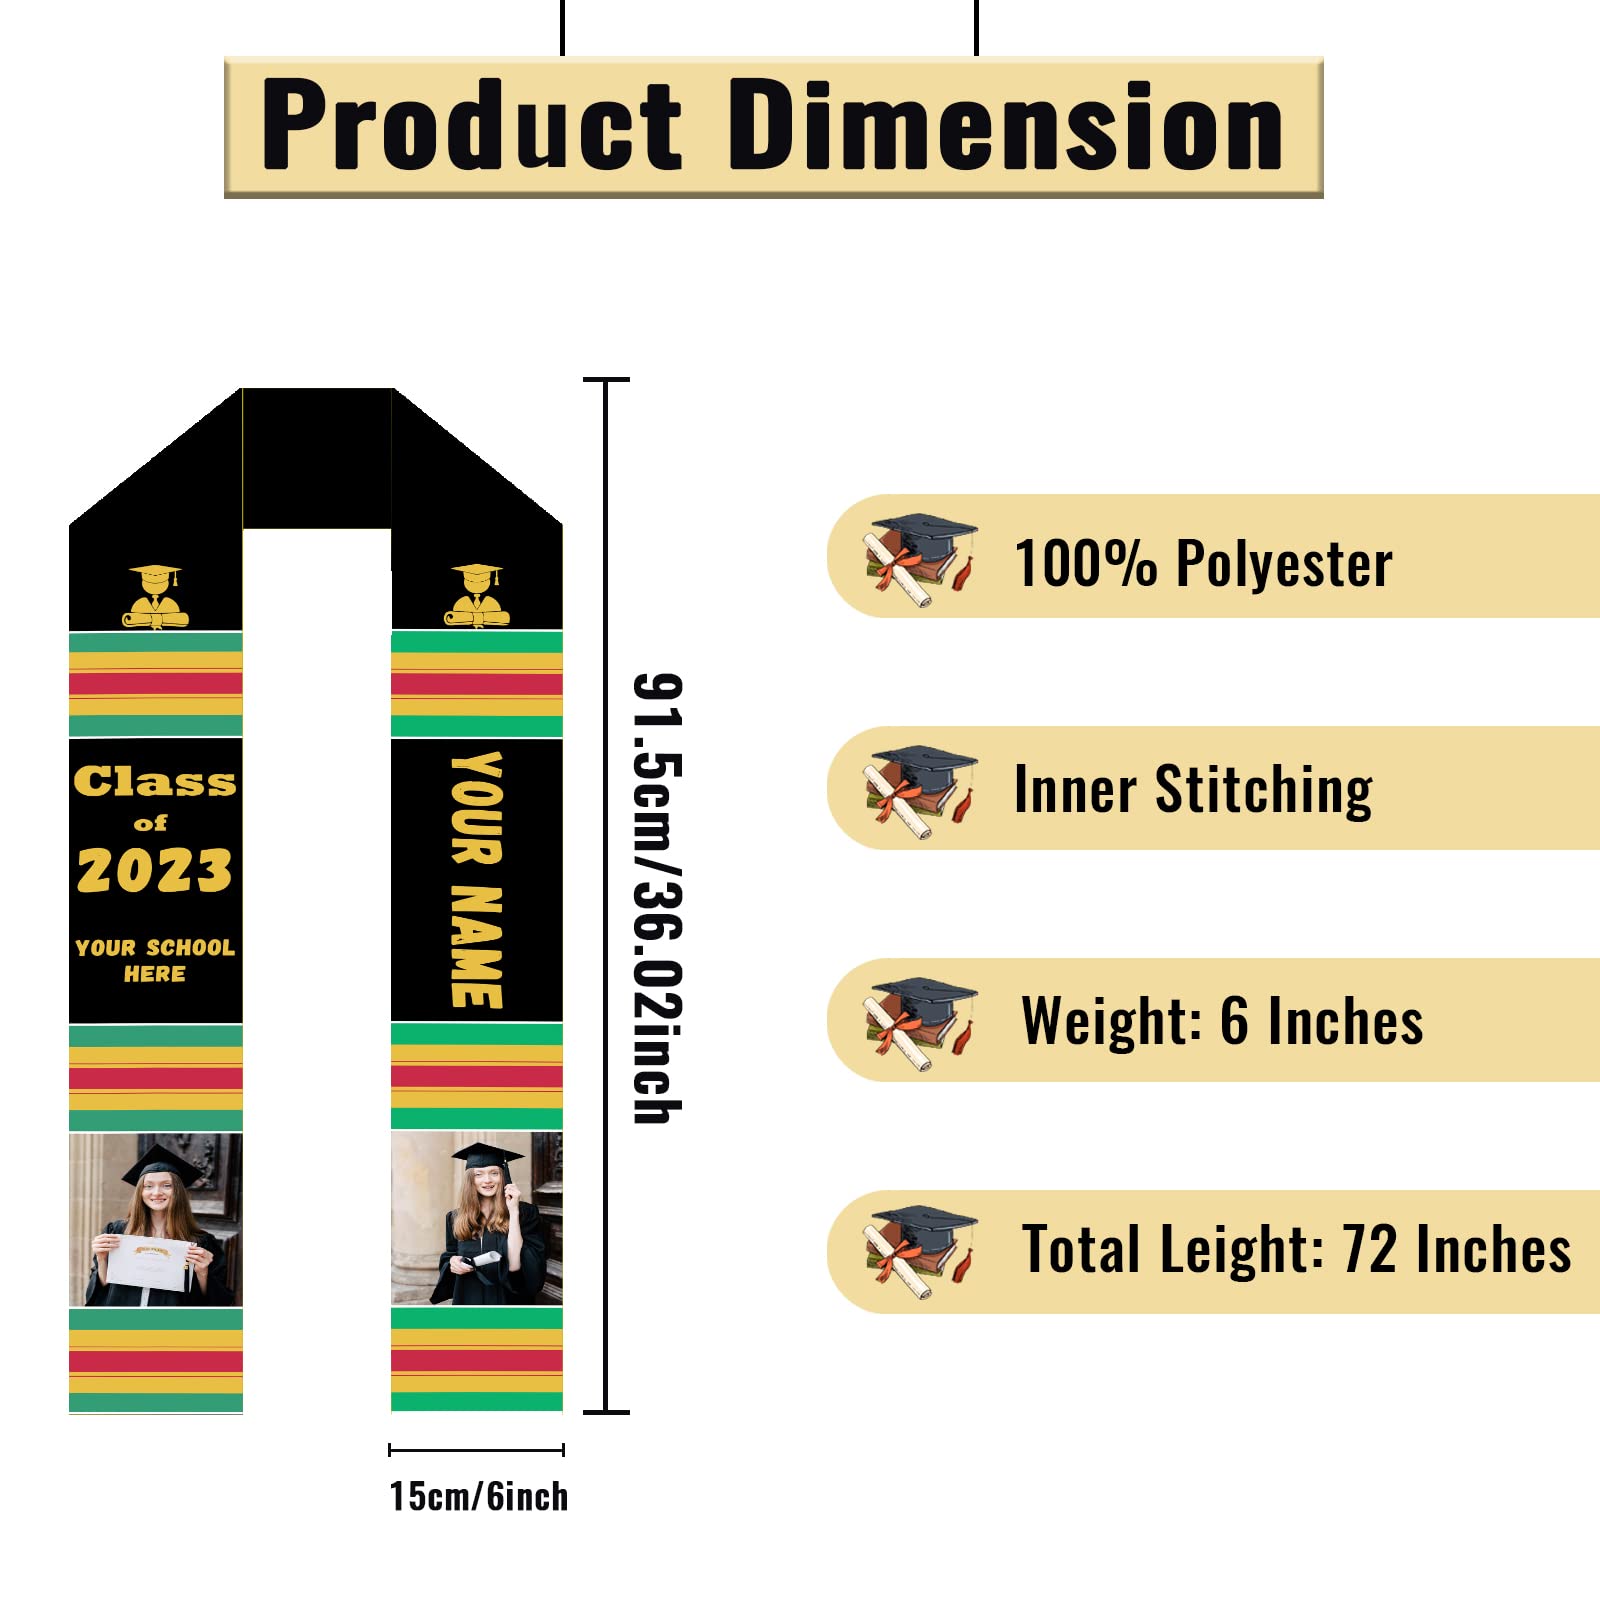 Product Dimension
Class
of
2023
YOUR SCHOOL
HERE
YOUR NAME
91.5cm/36.02inch
15cm/6inch
100% Polyester
Inner Stitching
Weight: 6 Inches
Total Leight: 72 Inches